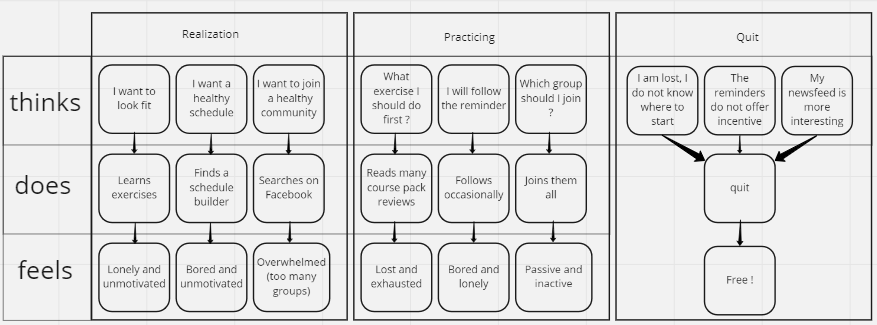 Realization
Practicing
Quit
thinks
I want to
look fit
I want a
healthy
schedule
I want to join
a healthy
community
What
exercise I
should do
first ?
I will follow
the reminder
Which group
should I join
?
I am lost, I
do not know
where to
start
The
reminders
do not offer
incentive
My
newsfeed is
more
interesting
does
Learns
exercises
Finds a
schedule
builder
Searches on
Facebook
Reads many
course pack
reviews
Follows
occasionally
Joins them
all
quit
feels
Lonely and
unmotivated
Bored and
unmotivated
Overwhelmed
(too many
groups)
Lost and
exhausted
Bored and
lonely
Passive and
inactive
Free !